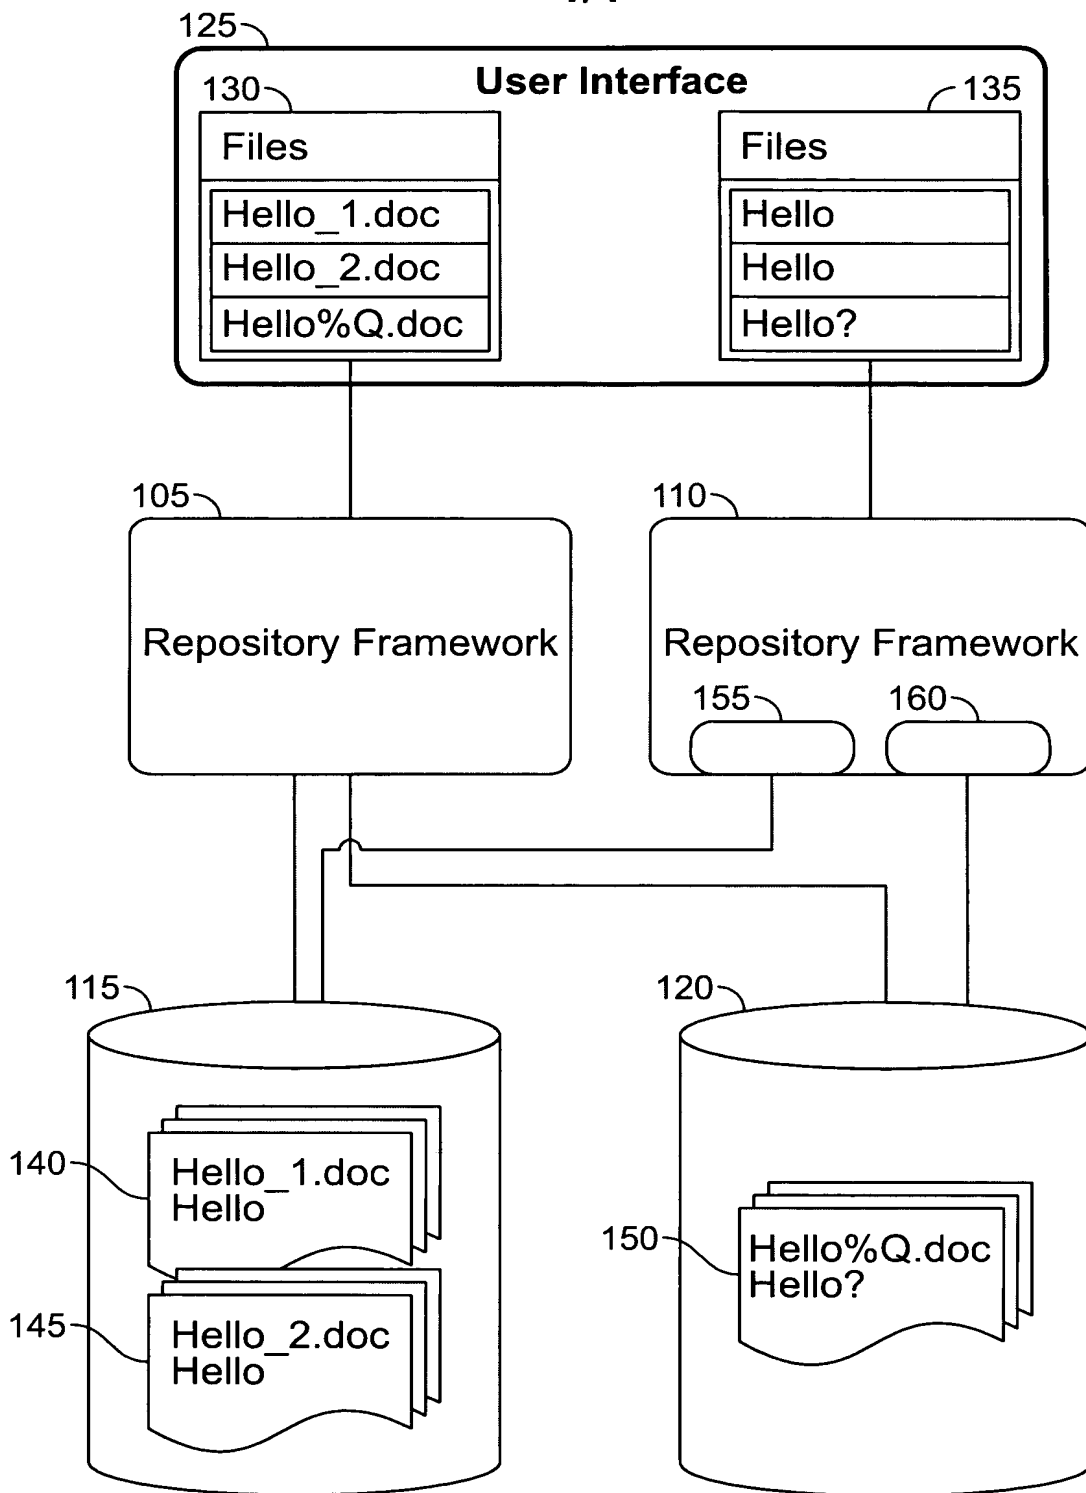 125
User Interface
130
135
Files
Hello_1.doc
Hello_2.doc
Hello%Q.doc
Files
Hello
Hello
Hello?
105
110
Repository Framework
Repository Framework
155
160
115
120
140
Hello_1.doc
Hello
145
Hello_2.doc
Hello
150
Hello%Q.doc
Hello?